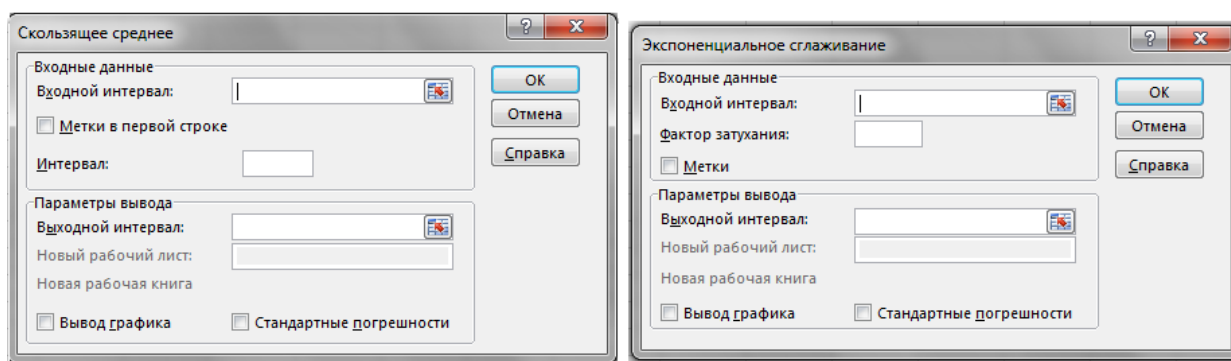 Скользящее среднее
Входные данные
Входной интервал:
Метки в первой строке
Интервал:
ОК
Отмена
Справка
Параметры вывода
Выходной интервал:
Новый рабочий лист:
Новая рабочая книга
Вывод графика
Стандартные погрешности
Экспоненциальное сглаживание
Входные данные
Входной интервал:
Фактор затухания:
Метки
ОК
Отмена
Справка
Параметры вывода
Выходной интервал:
Новый рабочий лист:
Новая рабочая книга
Вывод графика
Стандартные погрешности